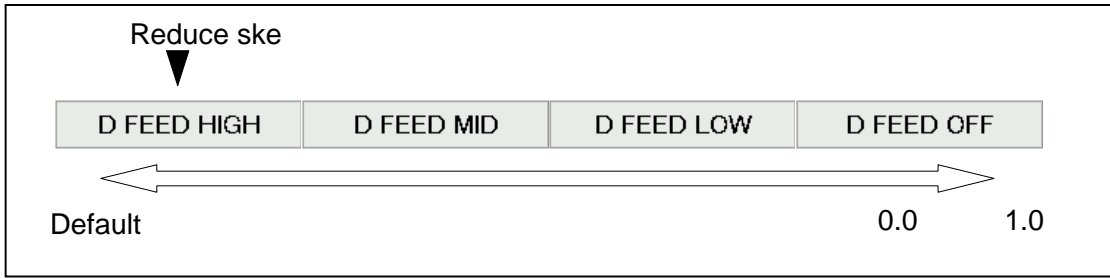 Reduce ske
D FEED HIGH D FEED MID D FEED LOW D FEED OFF
Default 0.0 1.0